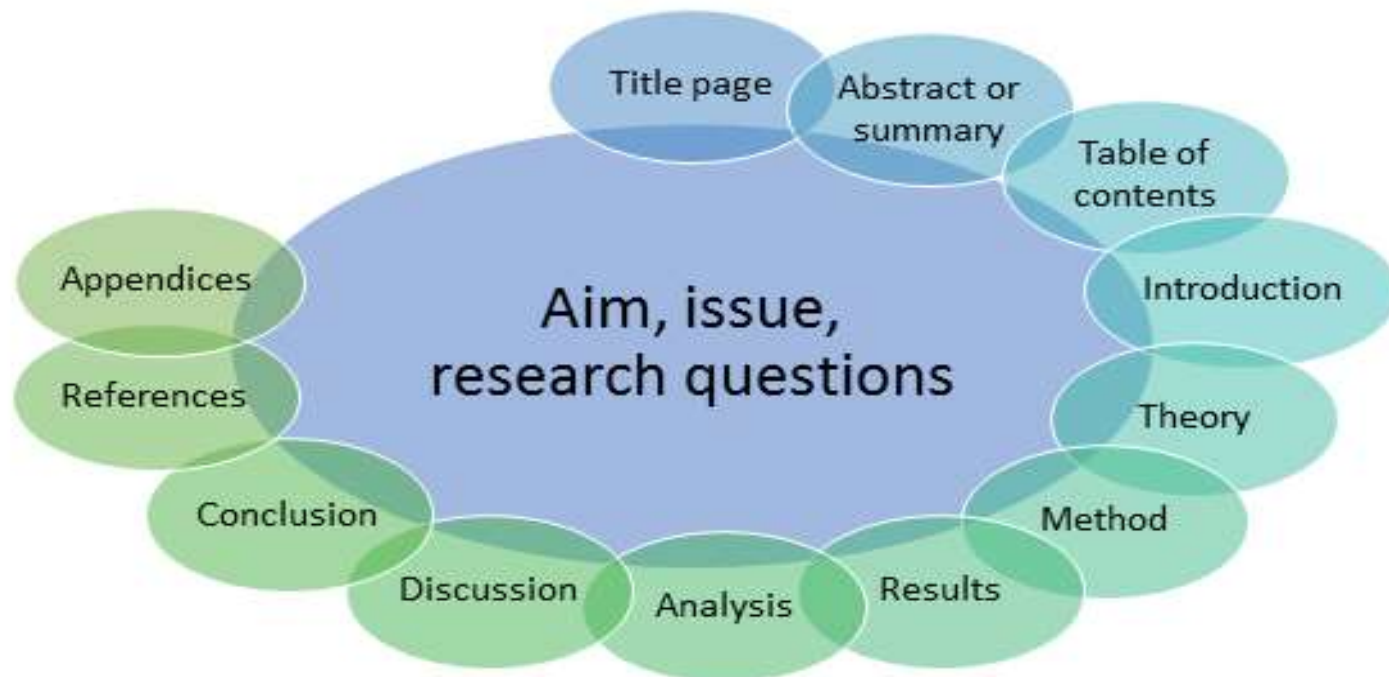 Title page
Abstract or
summary
Table of
contents
Introduction
Theory
Method
Results
Analysis
Discussion
Conclusion
References
Appendices
Aim, issue,
research questions